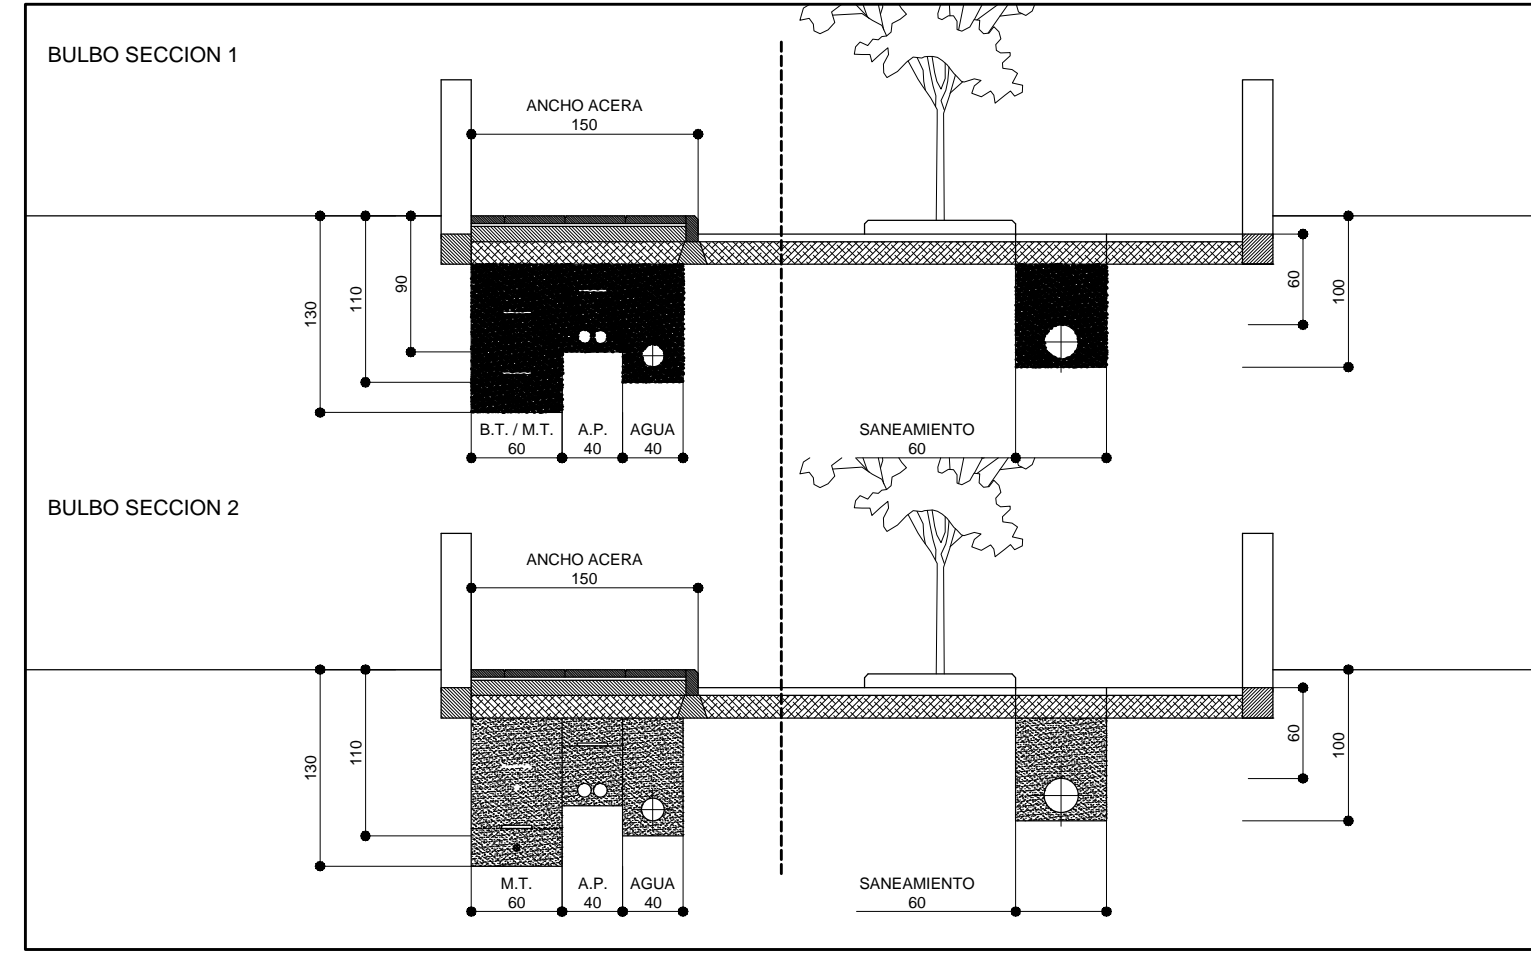 BULBO SECCION 1
ANCHO ACERA
150
130
110
90
60
100
B.T. / M.T.
60
A.P.
40
AGUA
40
SANEAMIENTO
60
BULBO SECCION 2
ANCHO ACERA
150
130
110
60
100
M.T.
60
A.P.
40
AGUA
40
SANEAMIENTO
60